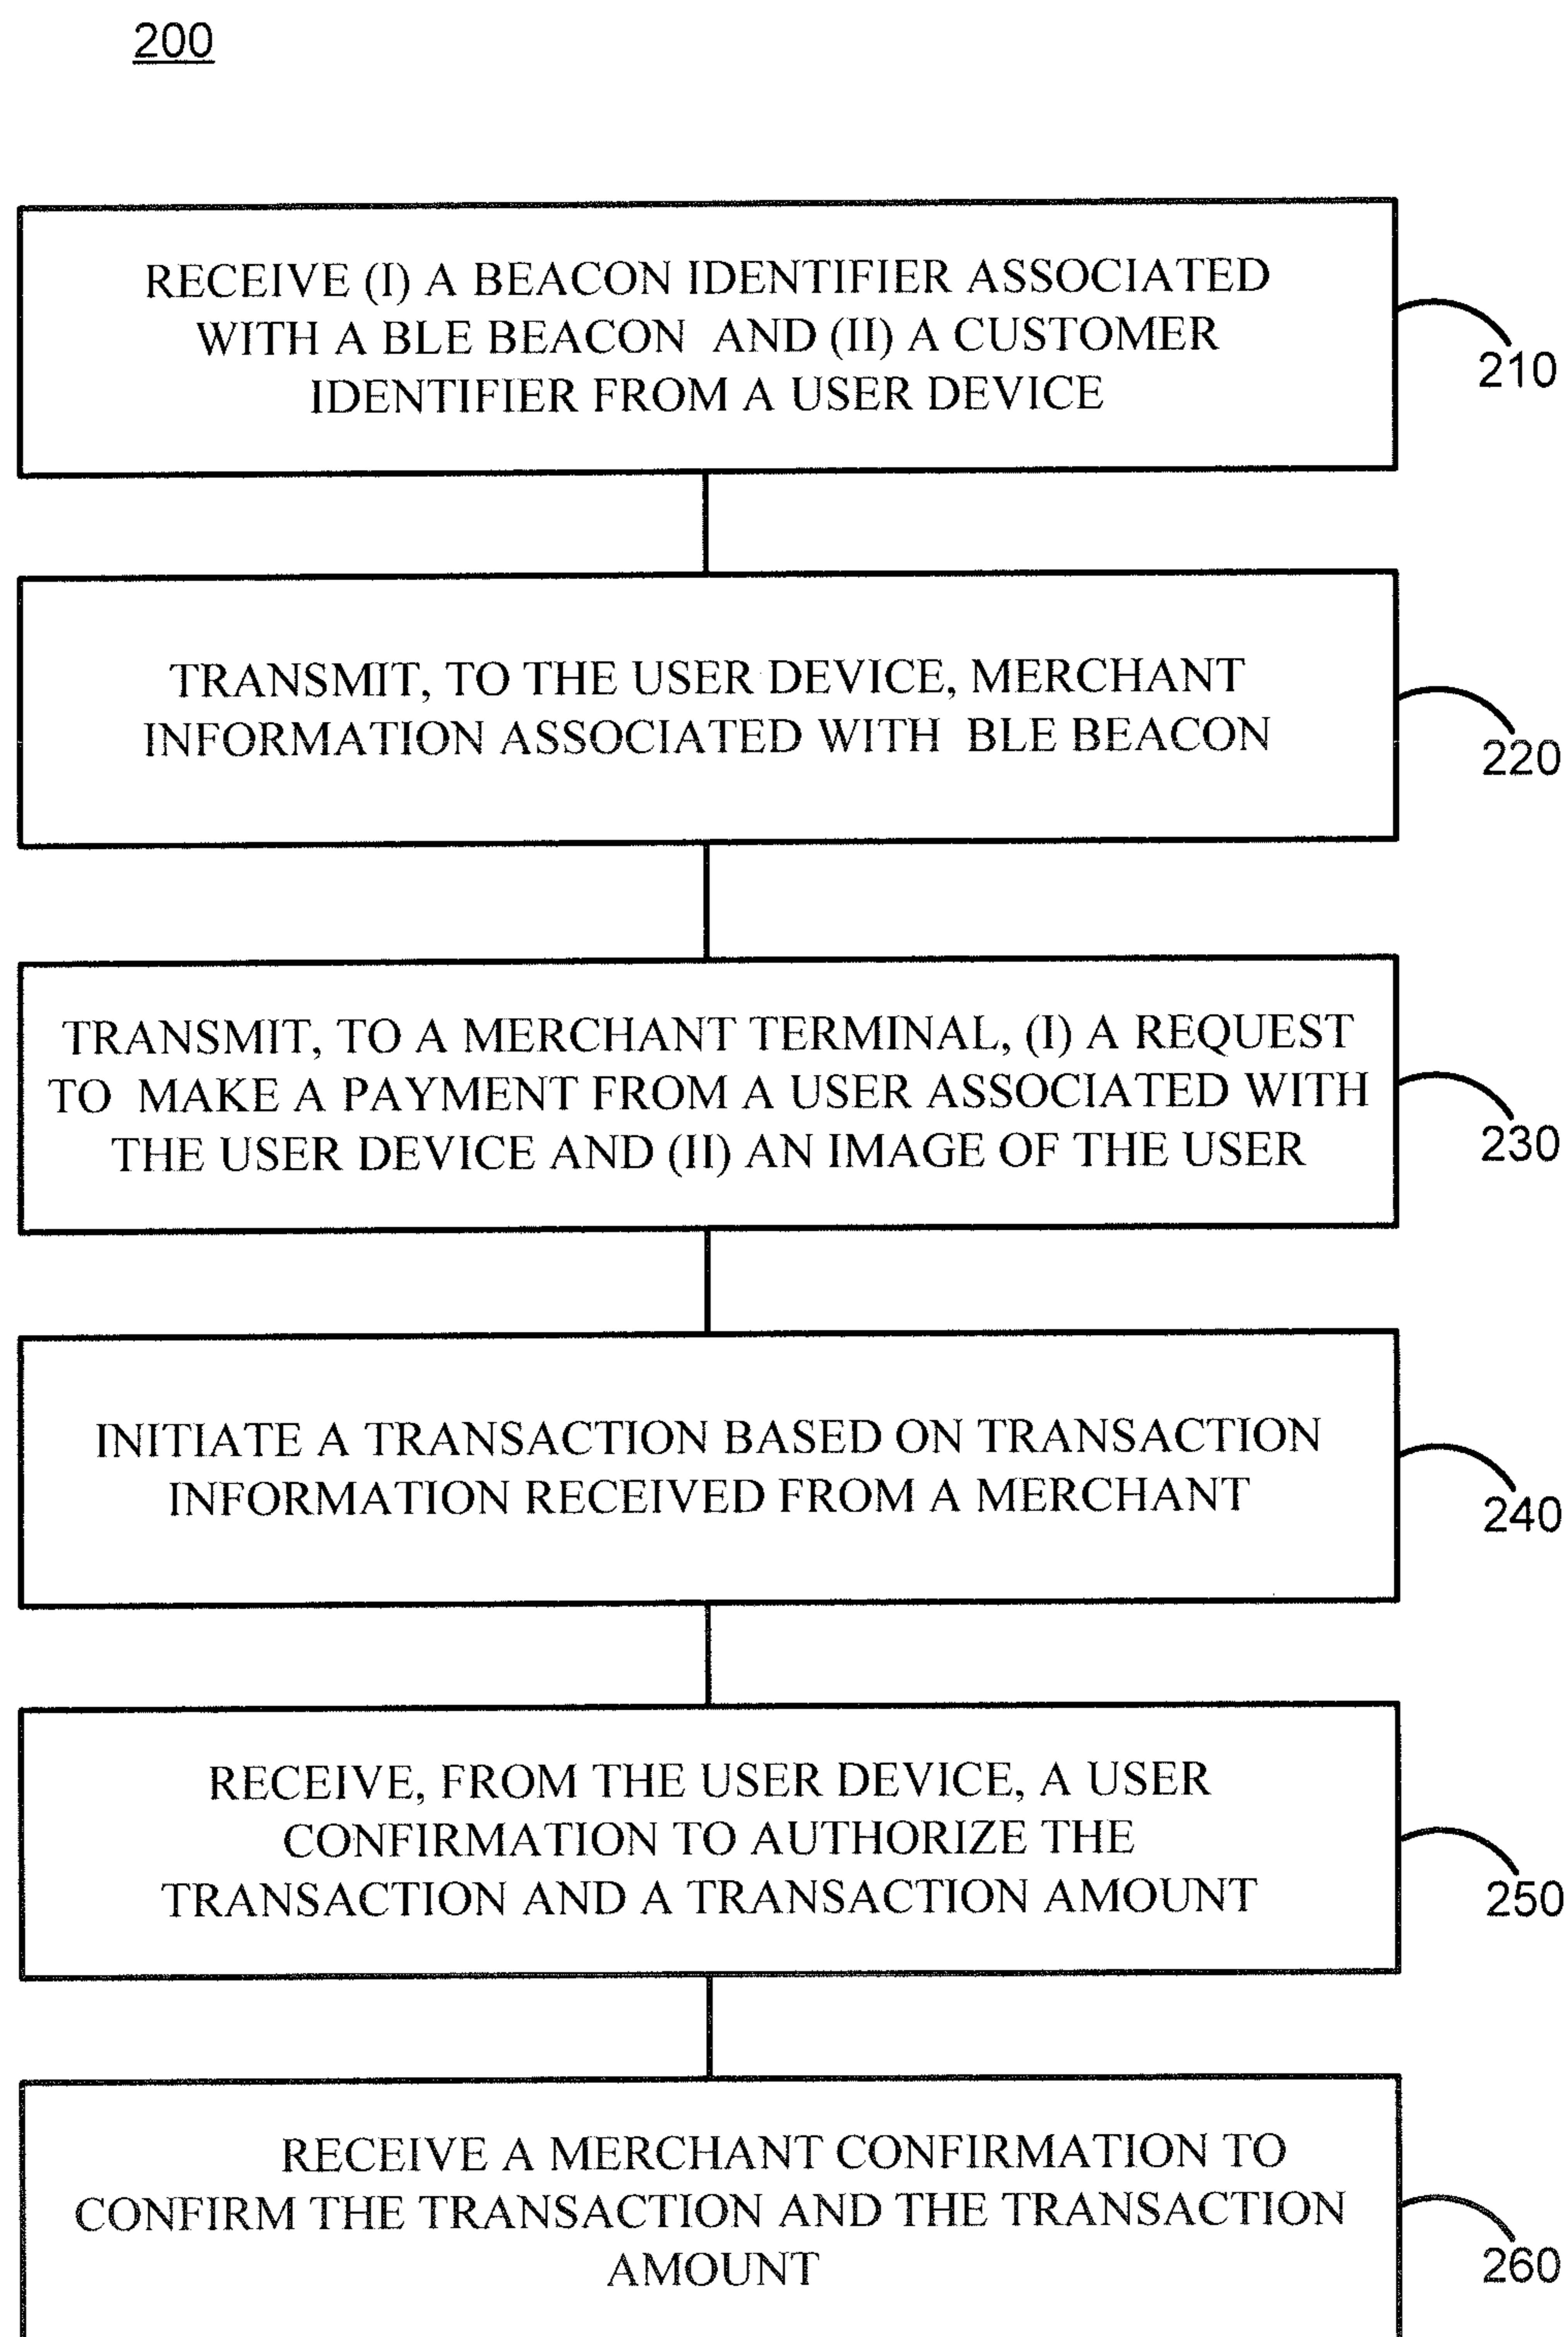 200
RECEIVE (I) A BEACON IDENTIFIER ASSOCIATED
WITH A BLE BEACON AND (II) A CUSTOMER
IDENTIFIER FROM A USER DEVICE
210
TRANSMIT, TO THE USER DEVICE, MERCHANT
INFORMATION ASSOCIATED WITH BLE BEACON
220
TRANSMIT, TO A MERCHANT TERMINAL, (I) A REQUEST
TO MAKE A PAYMENT FROM A USER ASSOCIATED WITH
THE USER DEVICE AND (II) AN IMAGE OF THE USER
230
INITIATE A TRANSACTION BASED ON TRANSACTION
INFORMATION RECEIVED FROM A MERCHANT
240
RECEIVE, FROM THE USER DEVICE, A USER
CONFIRMATION TO AUTHORIZE THE
TRANSACTION AND A TRANSACTION AMOUNT
250
RECEIVE A MERCHANT CONFIRMATION TO
CONFIRM THE TRANSACTION AND THE TRANSACTION
AMOUNT
260